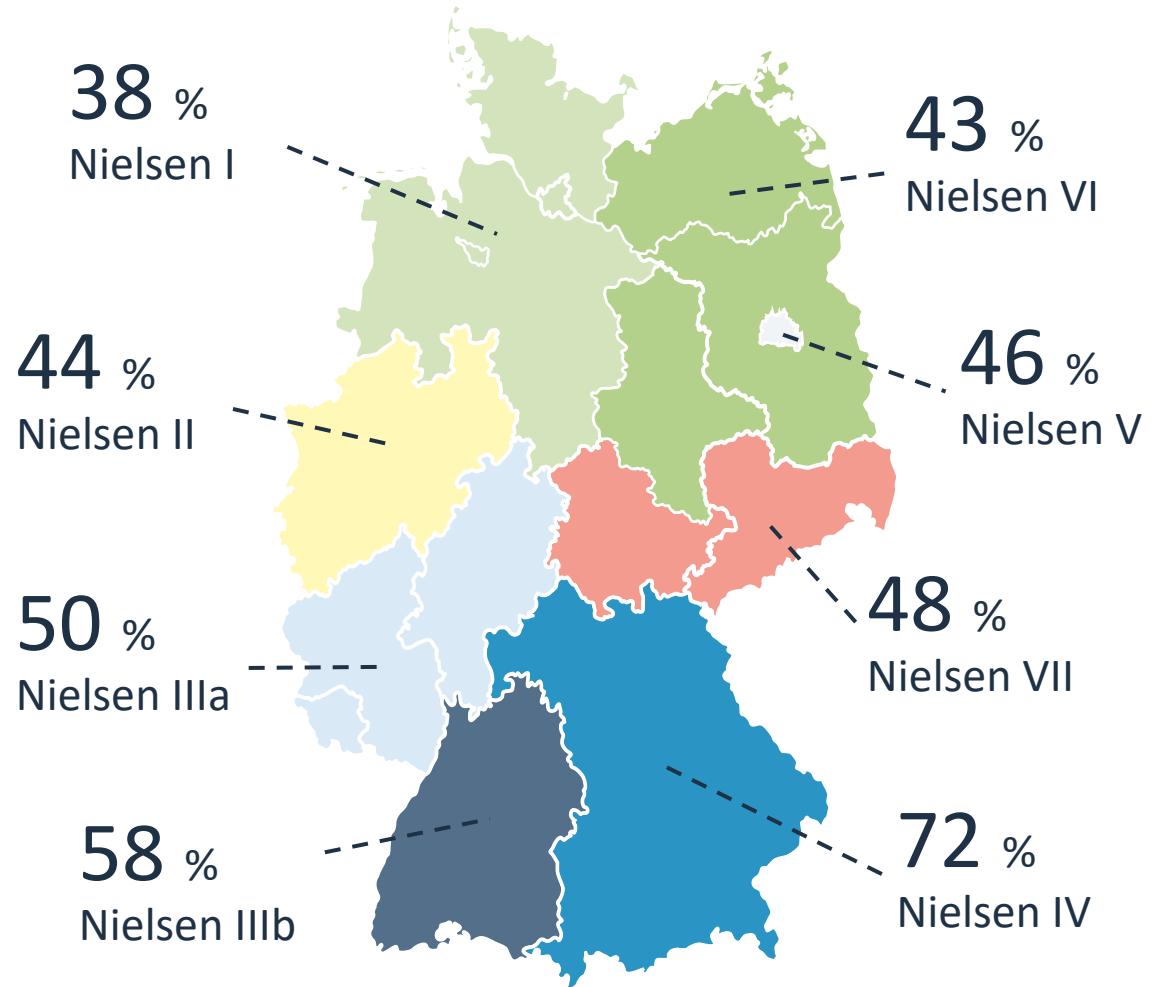 38 %
Nielsen I
43 %
Nielsen VI
44 %
Nielsen II
46 %
Nielsen V
50 %
Nielsen IIIa
48 %
Nielsen VII
58 %
Nielsen IIIb
72 %
Nielsen IV